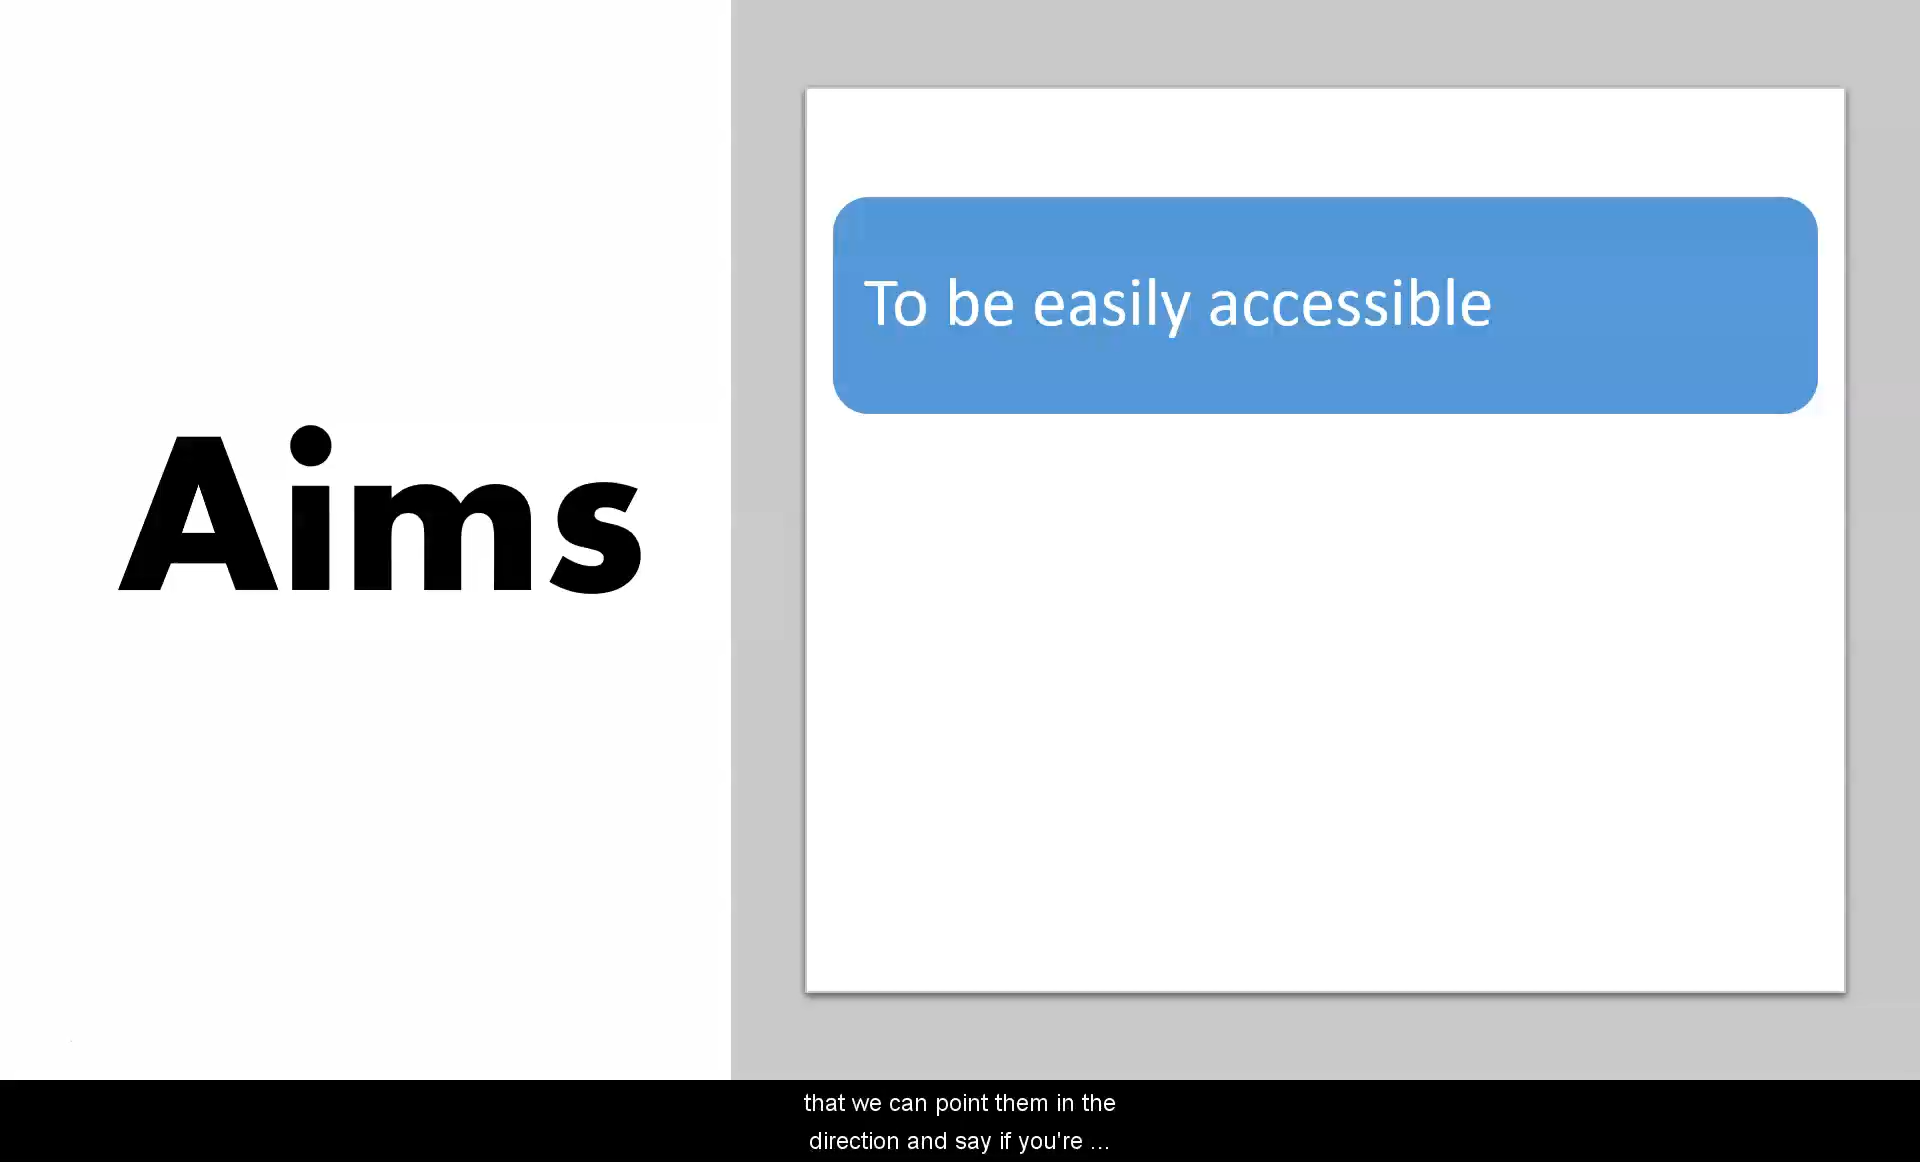 Aims
To be easily accessible
that we can point them in the
direction and say if you're ...